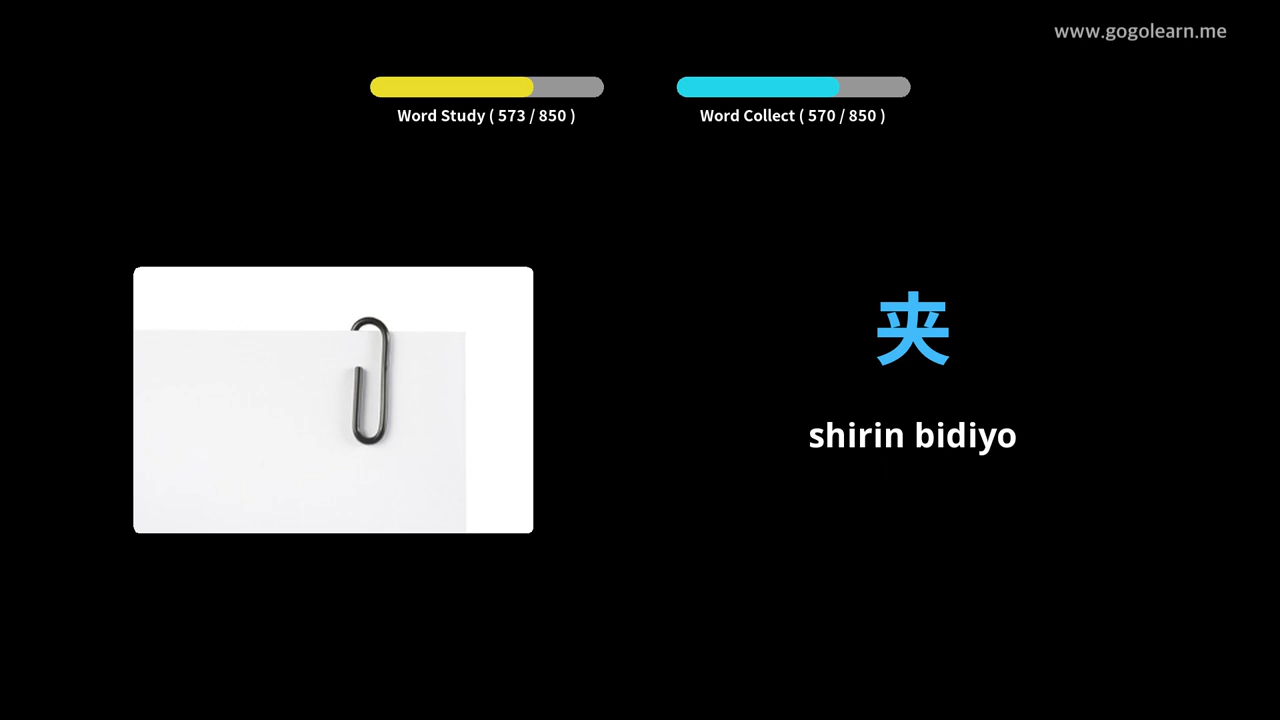 www.gogolearn.me
Word Study ( 573 / 850 )
Word Collect ( 570 / 850 )
夹
shirin bidiyo